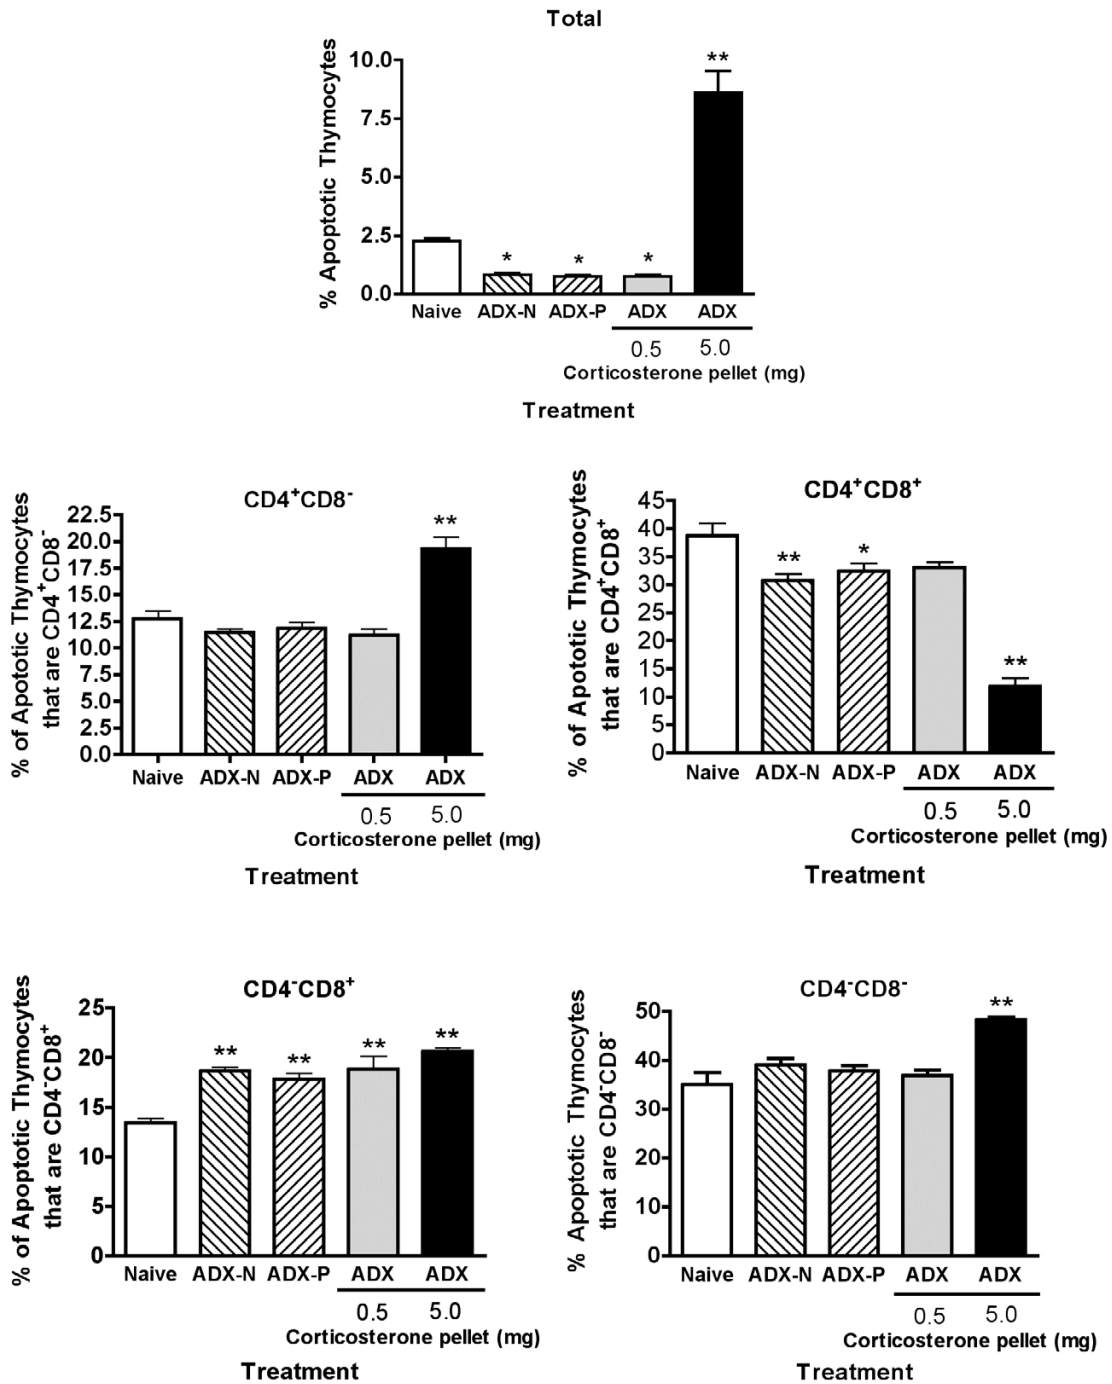 Total
% Apoptotic Thymocytes
10.0
7.5
5.0
2.5
0.0
* * * **
Naive ADX-N ADX-P ADX ADX
0.5 5.0
Corticosterone pellet (mg)
Treatment
CD4+CD8-
% of Apototic Thymocytes
that are CD4+CD8-
22.5
20.0
17.5
15.0
12.5
10.0
7.5
5.0
2.5
0.0
**
Naive ADX-N ADX-P ADX ADX
0.5 5.0
Corticosterone pellet (mg)
Treatment
CD4+CD8+
% of Apototic Thymocytes
that are CD4+CD8+
45
40
35
30
25
20
15
10
5
0
** * **
Naive ADX-N ADX-P ADX ADX
0.5 5.0
Corticosterone pellet (mg)
Treatment
CD4-CD8+
% of Apoptotic Thymocytes
that are CD4-CD8+
25
20
15
10
5
0
** ** ** **
Naive ADX-N ADX-P ADX ADX
0.5 5.0
Corticosterone pellet (mg)
Treatment
CD4-CD8-
% Apoptotic Thymocytes
that are CD4-CD8-
50
40
30
20
10
0
**
Naive ADX-N ADX-P ADX ADX
0.5 5.0
Corticosterone pellet (mg)
Treatment